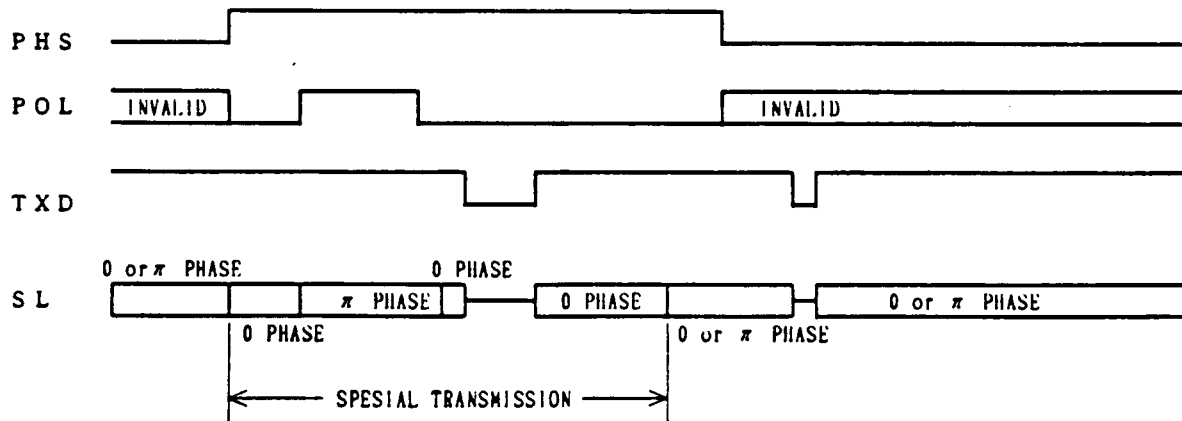 PHS
POL INVALID INVALID
TXD
0 or π PHASE 0 PHASE
SL π PHASE 0 PHASE 0 or π PHASE
0 PHASE 0 or π PHASE
SPESIAL TRANSMISSION